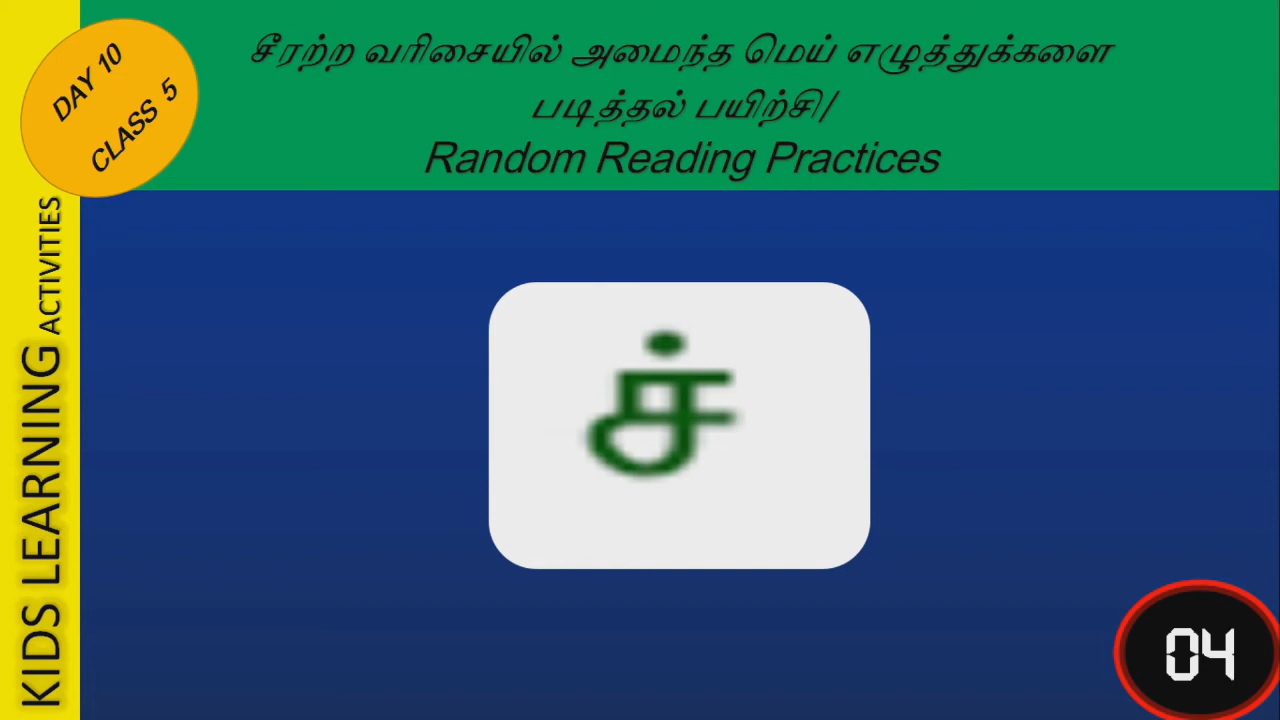 DAY 10
CLASS 5
சீரற்ற வரிசையில் அமைந்த மெய் எழுத்துக்களை
படித்தல் பயிற்சி/
Random Reading Practices
KIDS LEARNING ACTIVITIES
ச்
04